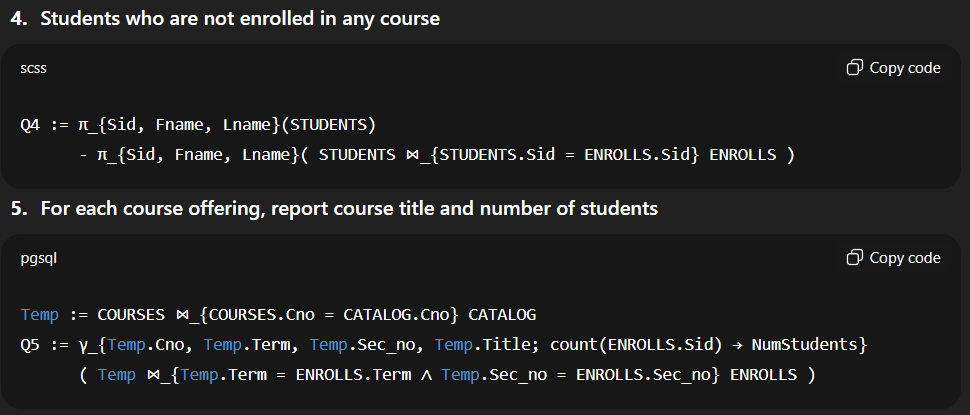 4. Students who are not enrolled in any course
scss
Copy code
Q4 := π_{Sid, Fname, Lname}(STUDENTS)
- π_{Sid, Fname, Lname}( STUDENTS ⋈_{STUDENTS.Sid = ENROLLS.Sid} ENROLLS )
5. For each course offering, report course title and number of students
pgsql
Copy code
Temp := COURSES ⋈_{COURSES.Cno = CATALOG.Cno} CATALOG
Q5 := γ_{Temp.Cno, Temp.Term, Temp.Sec_no, Temp.Title; count(ENROLLS.Sid) → NumStudents}
( Temp ⋈_{Temp.Term = ENROLLS.Term ∧ Temp.Sec_no = ENROLLS.Sec_no} ENROLLS )